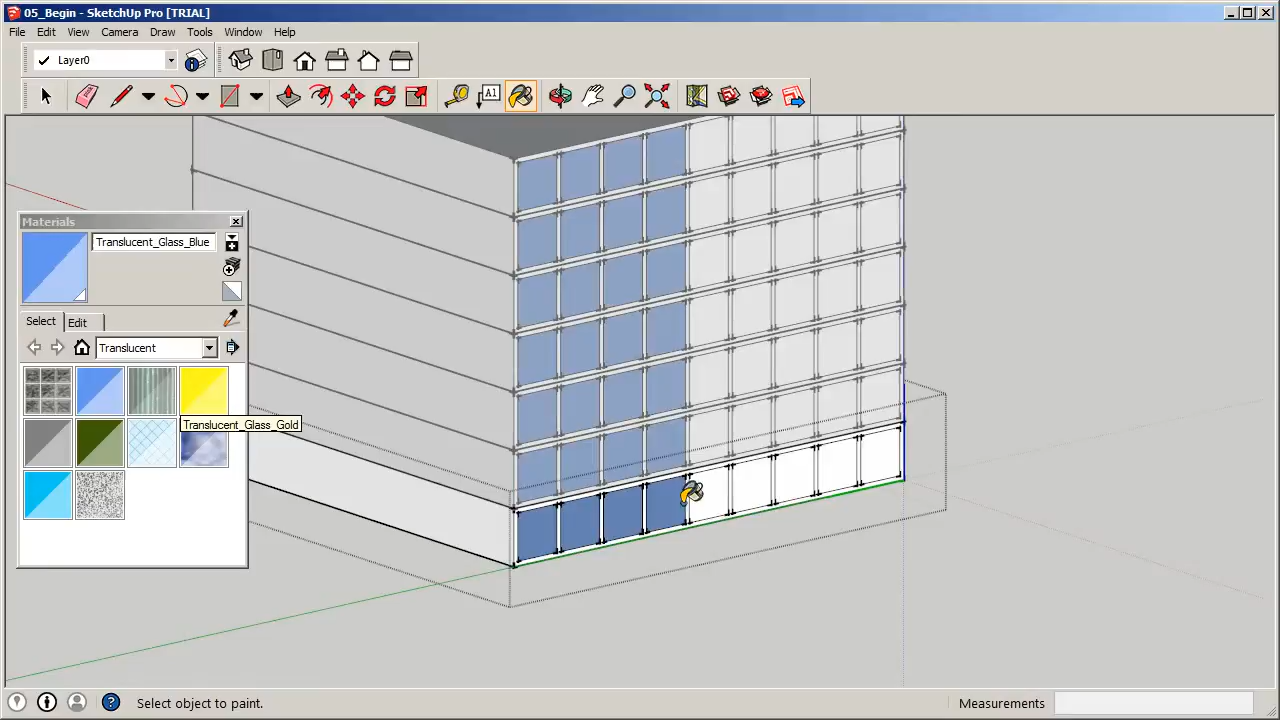 05_Begin - SketchUp Pro [TRIAL]
File Edit View Camera Draw Tools Window Help
Layer0
A1
Materials
Translucent_Glass_Blue
Select Edit
Translucent
Translucent_Glass_Gold
Select object to paint.
Measurements